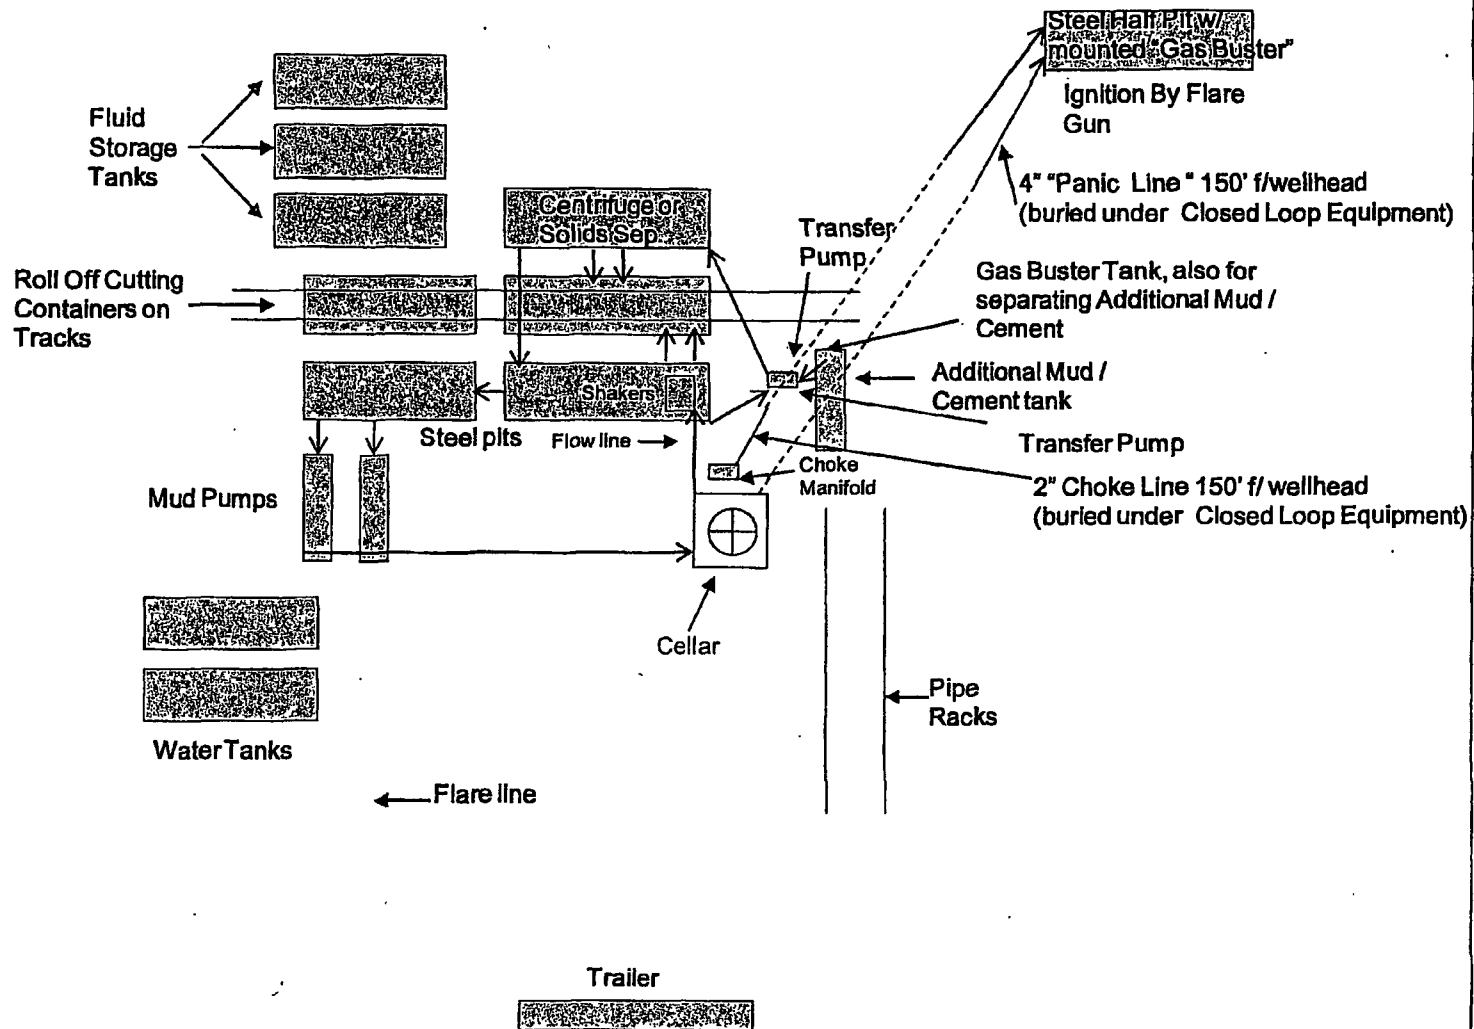 Steel Half Pit w/
mounted "Gas Buster"
Ignition By Flare
Gun
Fluid
Storage
Tanks
4" "Panic Line " 150' f/wellhead
(buried under Closed Loop Equipment)
Centrifuge or
Solids Sep.
Transfer
Pump
Gas Buster Tank, also for
separating Additional Mud /
Cement
Roll Off Cutting
Containers on
Tracks
Additional Mud /
Cement tank
Shakers
Steel pits
Flow line
Transfer Pump
Choke
Manifold
2" Choke Line 150' f/ wellhead
(buried under Closed Loop Equipment)
Mud Pumps
Cellar
Pipe
Racks
Water Tanks
Flare line
Trailer